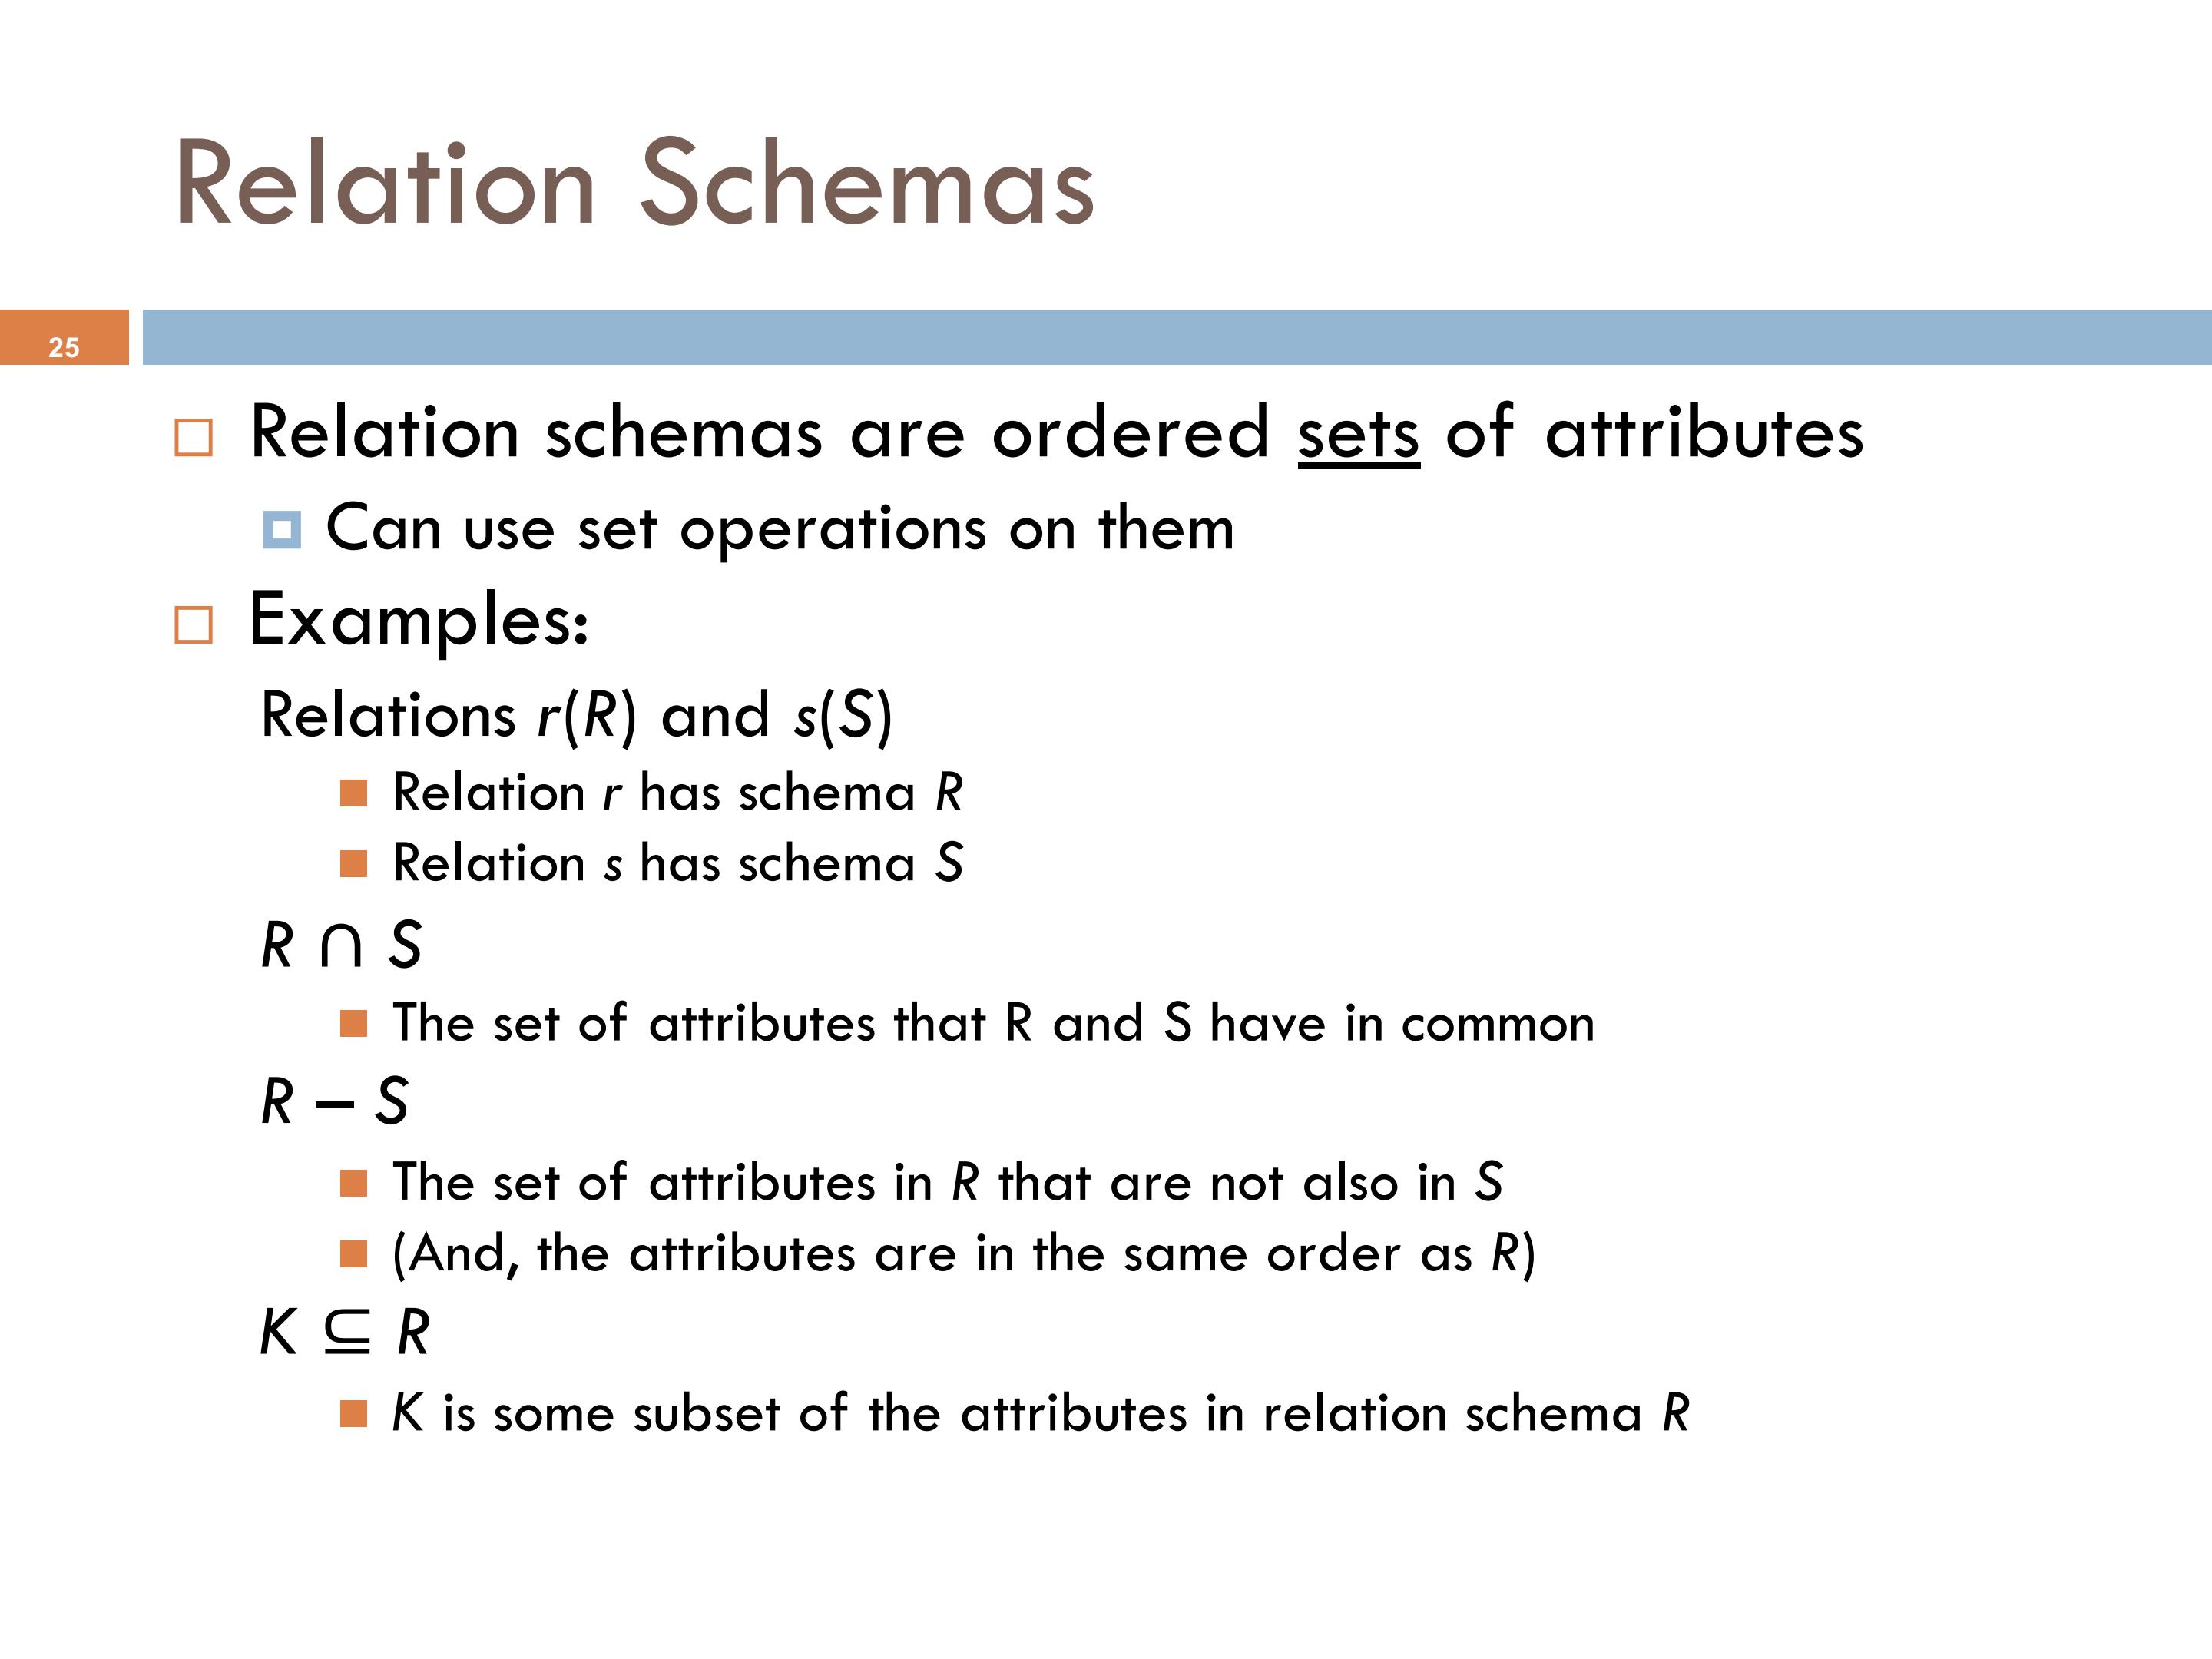 Relation Schemas
25
Relation schemas are ordered sets of attributes
Can use set operations on them
Examples:
Relations r(R) and s(S)
Relation r has schema R
Relation s has schema S
R ∩ S
The set of attributes that R and S have in common
R – S
The set of attributes in R that are not also in S
(And, the attributes are in the same order as R)
K ⊆ R
K is some subset of the attributes in relation schema R